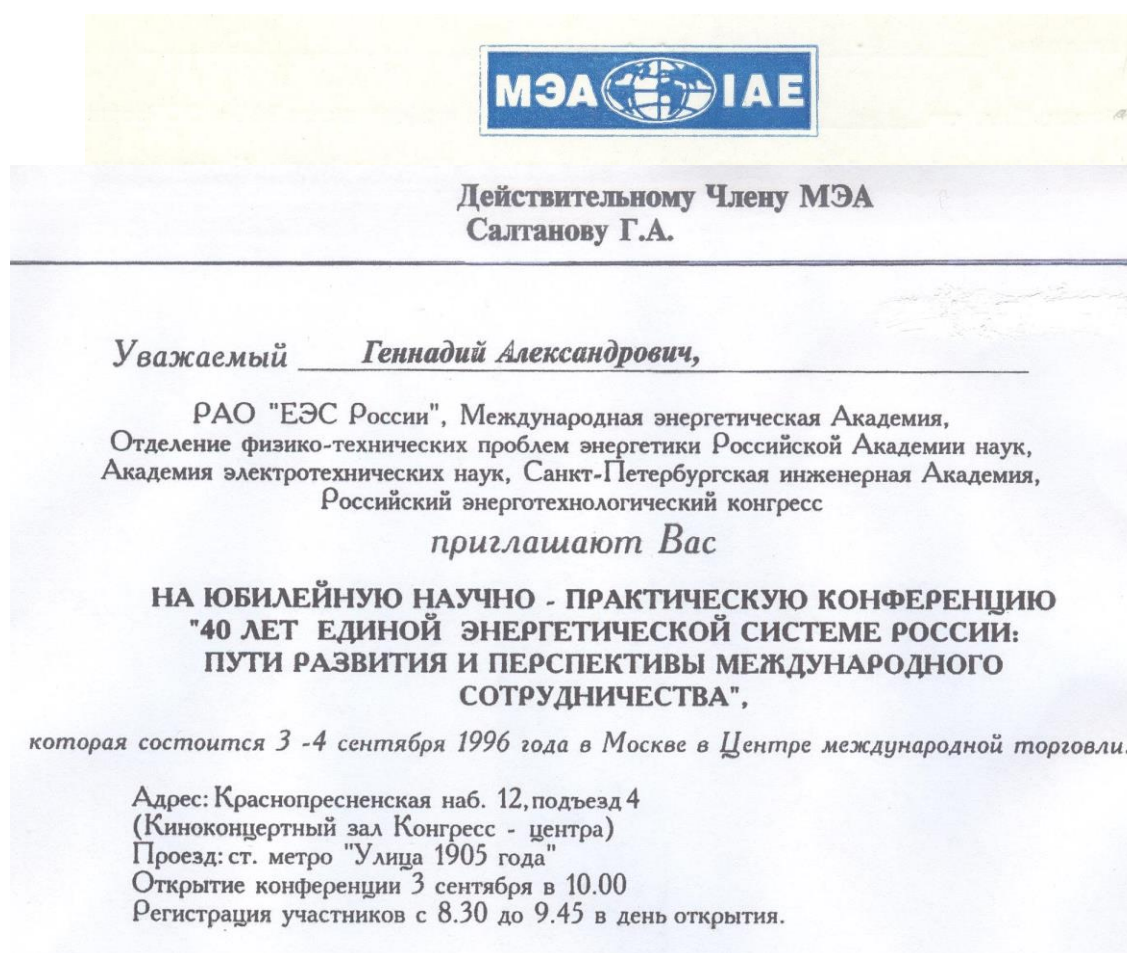 МЭА IAE
Действительному Члену МЭА
Салтанову Г.А.
Уважаемый Геннадий Александрович,
РАО "ЕЭС России", Международная энергетическая Академия,
Отделение физико-технических проблем энергетики Российской Академии наук,
Академия электротехнических наук, Санкт-Петербургская инженерная Академия,
Российский энерготехнологический конгресс
приглашают Вас
НА ЮБИЛЕЙНУЮ НАУЧНО - ПРАКТИЧЕСКУЮ КОНФЕРЕНЦИЮ
"40 ЛЕТ ЕДИНОЙ ЭНЕРГЕТИЧЕСКОЙ СИСТЕМЕ РОССИИ:
ПУТИ РАЗВИТИЯ И ПЕРСПЕКТИВЫ МЕЖДУНАРОДНОГО
СОТРУДНИЧЕСТВА",
которая состоится 3 -4 сентября 1996 года в Москве в Центре международной торговли.
Адрес: Краснопресненская наб. 12, подъезд 4
(Киноконцертный зал Конгресс - центра)
Проезд: ст. метро "Улица 1905 года"
Открытие конференции 3 сентября в 10.00
Регистрация участников с 8.30 до 9.45 в день открытия.